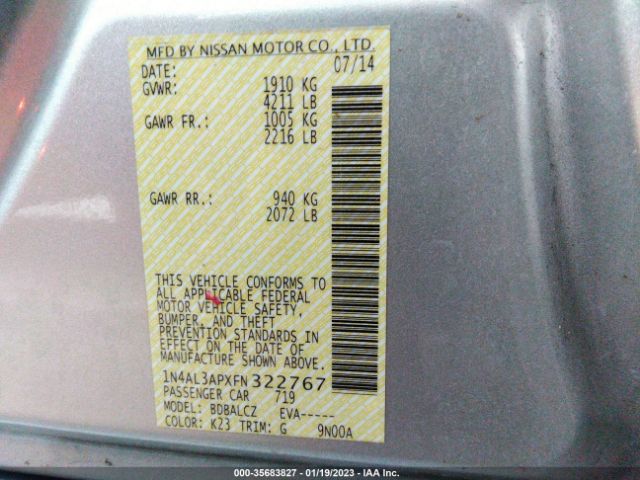 MFD BY NISSAN MOTOR CO., LTD.
DATE: 07/14
GVWR: 1910 KG
4211 LB
GAWR FR.: 1005 KG
2216 LB
GAWR RR.: 940 KG
2072 LB
THIS VEHICLE CONFORMS TO
ALL APPLICABLE FEDERAL
MOTOR VEHICLE SAFETY,
BUMPER, AND THEFT
PREVENTION STANDARDS IN
EFFECT ON THE DATE OF
MANUFACTURE SHOWN ABOVE.
1N4AL3APXFN322767
PASSENGER CAR 719
MODEL: BDBALCZ EVA-----
COLOR: K23 TRIM: G 9N00A
000-35683827 - 01/19/2023 - IAA Inc.